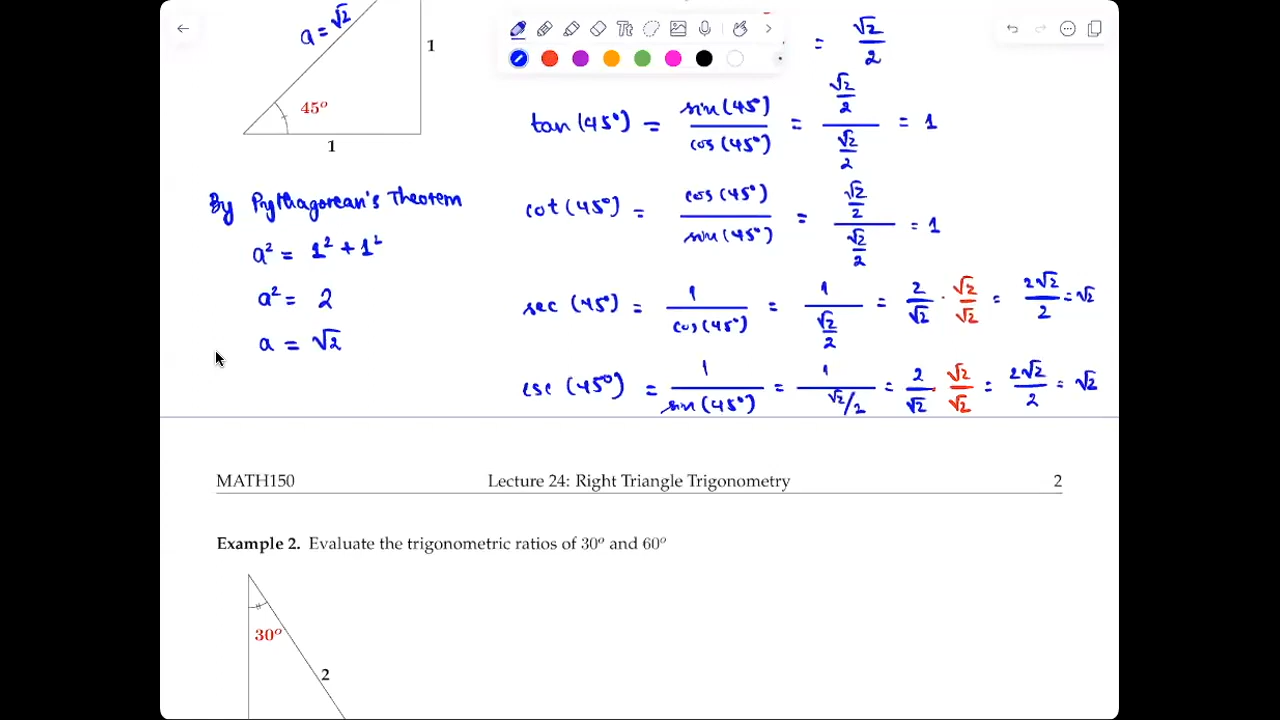 a = √2
1
45°
1
= √2/2
tan (45°) = sin (45°)/cos (45°) = (√2/2)/(√2/2) = 1
By Prythagorean's Theorem
cot (45°) = cos (45°)/sin (45°) = (√2/2)/(√2/2) = 1
a² = 1² + 1²
a² = 2
sec (45°) = 1/cos (45°) = 1/(√2/2) = 2/√2 · √2/√2 = 2√2/2 = √2
a = √2
csc (45°) = 1/sin (45°) = 1/(√2/2) = 2/√2 · √2/√2 = 2√2/2 = √2
MATH150 Lecture 24: Right Triangle Trigonometry 2
Example 2. Evaluate the trigonometric ratios of 30° and 60°
30°
2